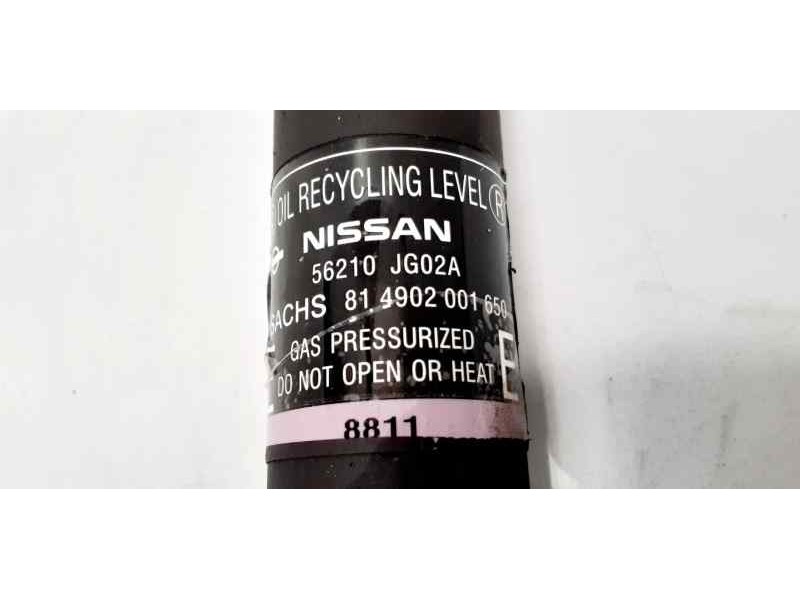 OIL RECYCLING LEVEL R
NISSAN
56210 JG02A
SACHS 81 4902 001 650
GAS PRESSURIZED
DO NOT OPEN OR HEAT E
8811